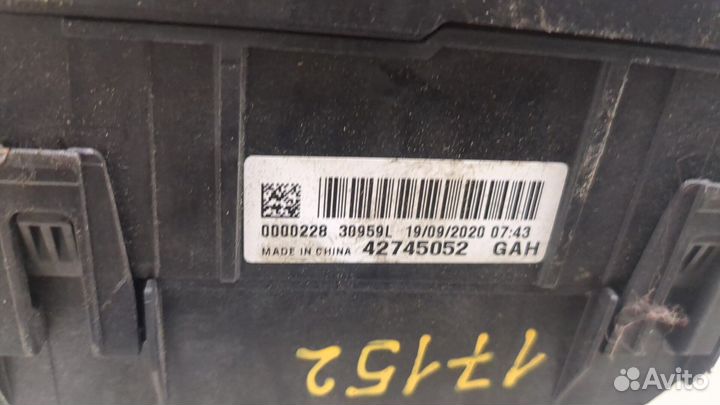 0000228 30959L 19/09/2020 07:43
MADE IN CHINA 42745052 GAH
17152
Avito